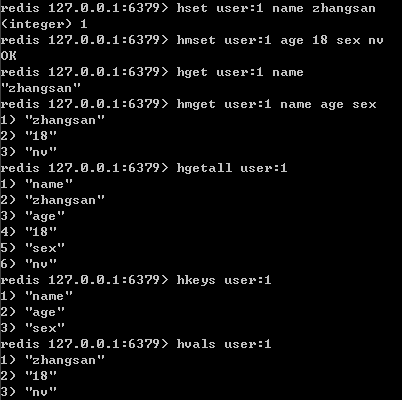 redis 127.0.0.1:6379> hset user:1 name zhangsan
(integer) 1
redis 127.0.0.1:6379> hmset user:1 age 18 sex nv
OK
redis 127.0.0.1:6379> hget user:1 name
"zhangsan"
redis 127.0.0.1:6379> hmget user:1 name age sex
1) "zhangsan"
2) "18"
3) "nv"
redis 127.0.0.1:6379> hgetall user:1
1) "name"
2) "zhangsan"
3) "age"
4) "18"
5) "sex"
6) "nv"
redis 127.0.0.1:6379> hkeys user:1
1) "name"
2) "age"
3) "sex"
redis 127.0.0.1:6379> hvals user:1
1) "zhangsan"
2) "18"
3) "nv"